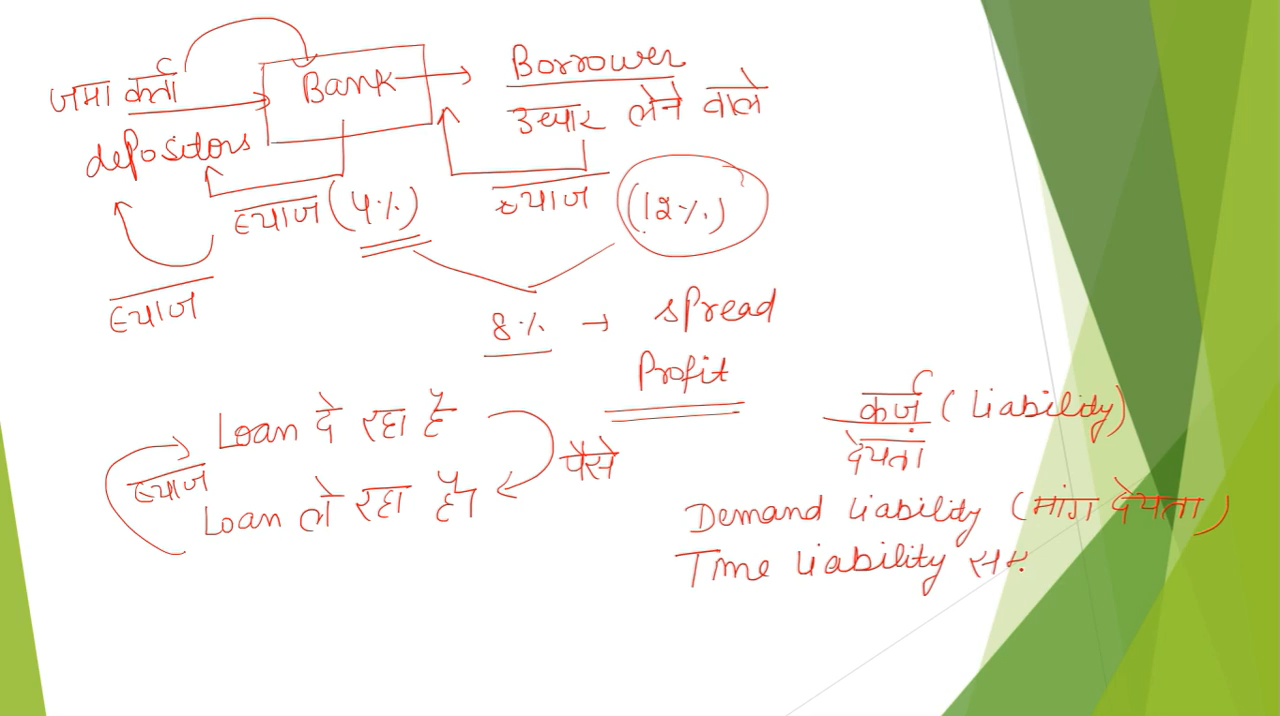 जमा कर्ता
depositors
Bank
Borrower
उधार लेने वाले
ब्याज (4%)
ब्याज (12%)
ब्याज
8% → spread
Profit
Loan दे रहा है
पैसे
ब्याज
Loan ले रहा है।
कर्ज (Liability)
देयता
Demand liability (मांग देयता)
Time liability सम